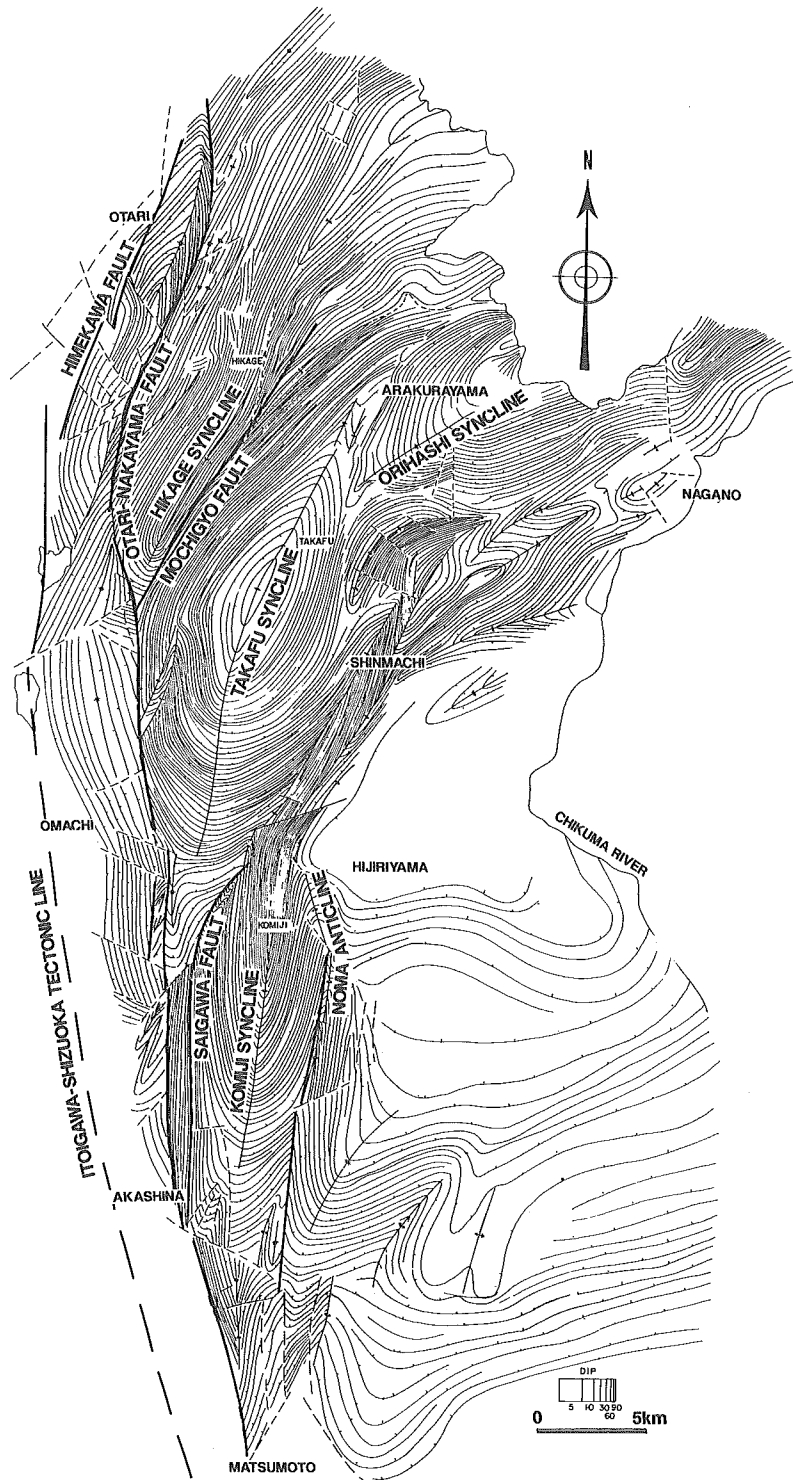 N
OTARI
HIMEKAWA FAULT
HIKAGE
ARAKURAYAMA
ORIHASHI SYNCLINE
OTARI-NAKAYAMA-FAULT
HIKAGE SYNCLINE
MOCHIGYO FAULT
NAGANO
TAKAFU
TAKAFU SYNCLINE
SHINMACHI
OMACHI
CHIKUMA RIVER
HIJIRIYAMA
KOMIJI
ITOIGAWA-SHIZUOKA TECTONIC LINE
SAIGAWA-FAULT
KOMIJI SYNCLINE
NOMA ANTICLINE
AKASHINA
DIP
5 10 30 90
60
0 5km
MATSUMOTO